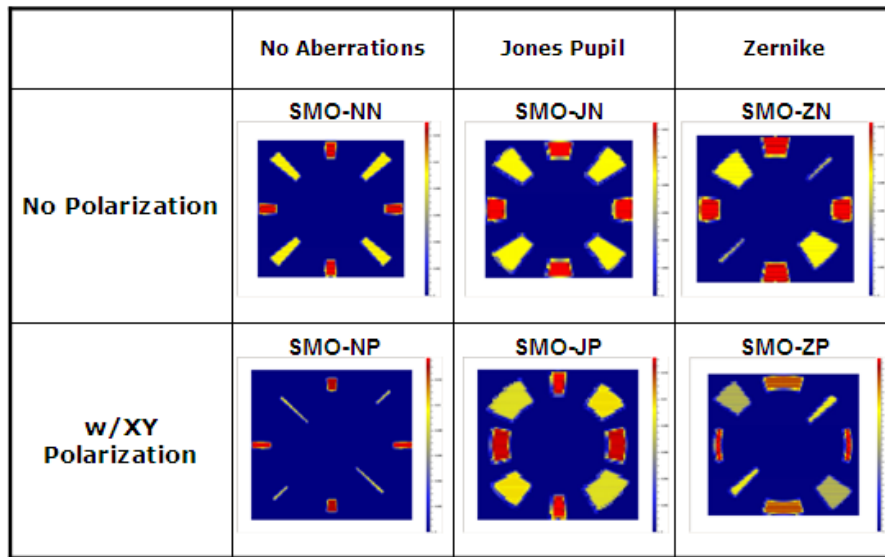 No Aberrations
Jones Pupil
Zernike
No Polarization
SMO-NN
SMO-JN
SMO-ZN
w/XY
Polarization
SMO-NP
SMO-JP
SMO-ZP